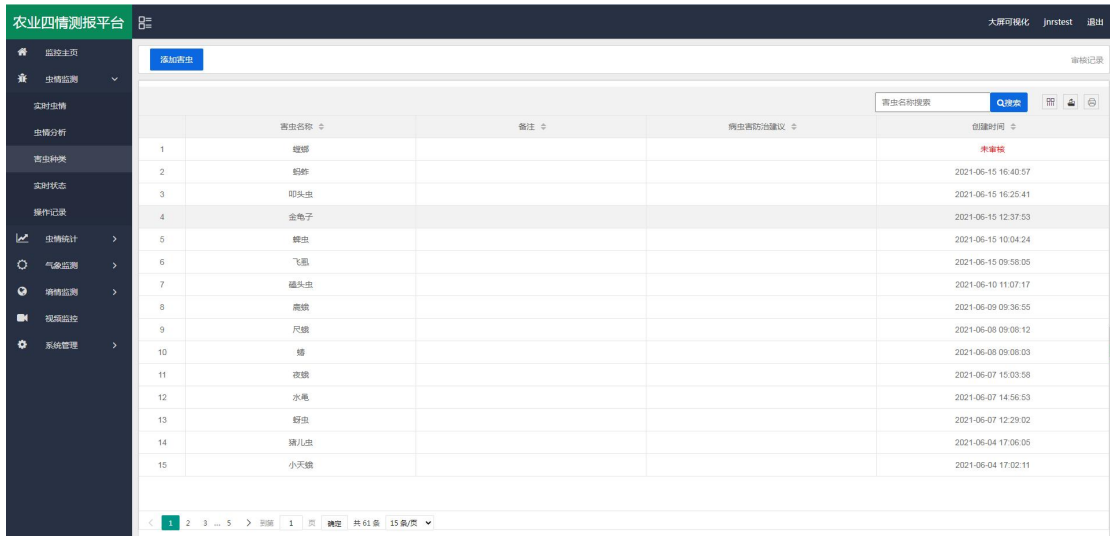 农业四情测报平台
大屏可视化 jnrstest 退出
监控主页
虫情监测
实时虫情
虫情分析
害虫种类
实时状态
操作记录
虫情统计
气象监测
墒情监测
视频监控
系统管理
添加害虫
审核记录
害虫名称搜索 搜索
害虫名称 备注 病虫害防治建议 创建时间
1 螳螂 未审核
2 蚂蚱 2021-06-15 16:40:57
3 叩头虫 2021-06-15 16:25:41
4 金龟子 2021-06-15 12:37:53
5 蜱虫 2021-06-15 10:04:24
6 飞虱 2021-06-15 09:58:05
7 磕头虫 2021-06-10 11:07:17
8 2021-06-09 09:36:55
9 尺蛾 2021-06-08 09:08:12
10 蝽 2021-06-08 09:08:03
11 夜蛾 2021-06-07 15:03:58
12 水黾 2021-06-07 14:56:53
13 蚜虫 2021-06-07 12:29:02
14 猪儿虫 2021-06-04 17:06:05
15 小天蛾 2021-06-04 17:02:11
1 2 3 … 5 到第 1 页 确定 共 61 条 15 条/页